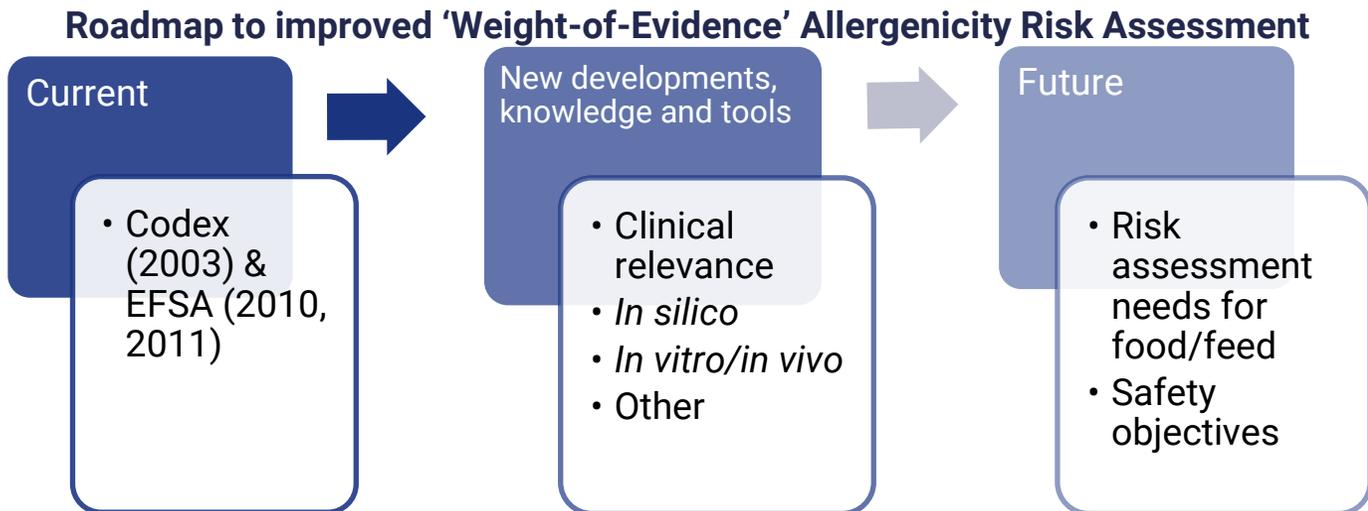 Roadmap to improved ‘Weight-of-Evidence’ Allergenicity Risk Assessment
Current
• Codex
(2003) &
EFSA (2010,
2011)
New developments,
knowledge and tools
• Clinical
relevance
• In silico
• In vitro/in vivo
• Other
Future
• Risk
assessment
needs for
food/feed
• Safety
objectives